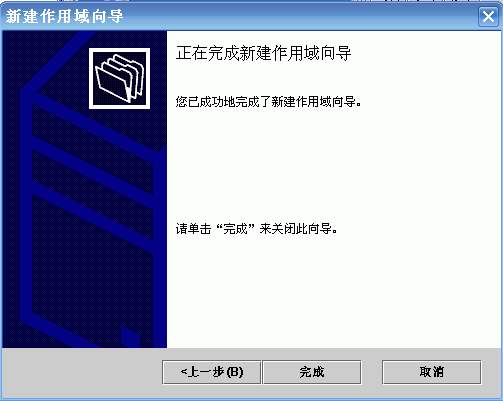 新建作用域向导
正在完成新建作用域向导
您已成功地完成了新建作用域向导。
请单击“完成”来关闭此向导。
<上一步(B) 完成 取消